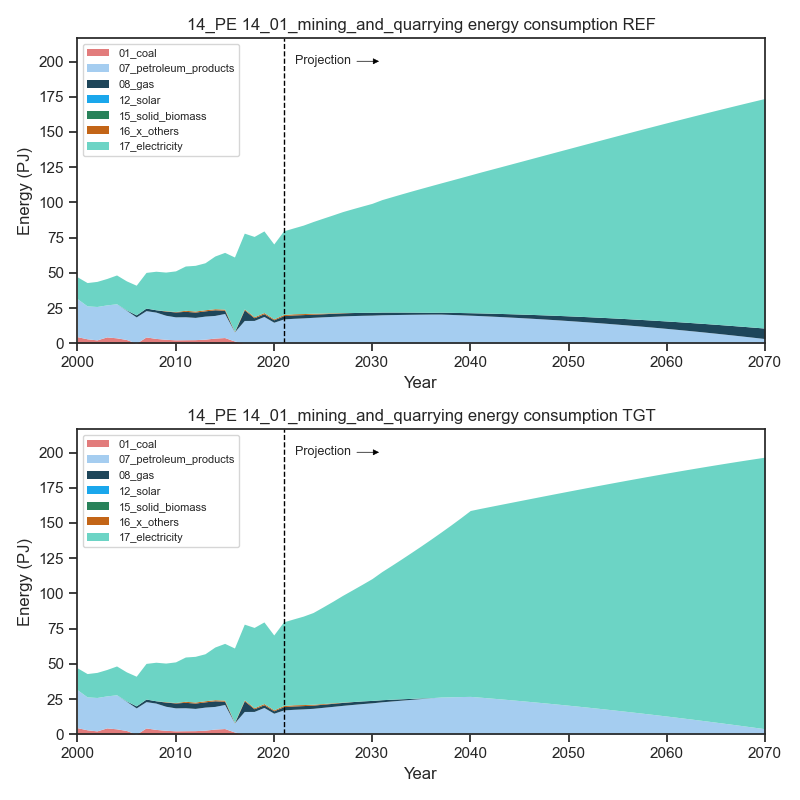 14_PE 14_01_mining_and_quarrying energy consumption REF
01_coal
07_petroleum_products
08_gas
12_solar
15_solid_biomass
16_x_others
17_electricity
Projection
Energy (PJ)
200
175
150
125
100
75
50
25
0
2000 2010 2020 2030 2040 2050 2060 2070
Year
14_PE 14_01_mining_and_quarrying energy consumption TGT
01_coal
07_petroleum_products
08_gas
12_solar
15_solid_biomass
16_x_others
17_electricity
Projection
Energy (PJ)
200
175
150
125
100
75
50
25
0
2000 2010 2020 2030 2040 2050 2060 2070
Year